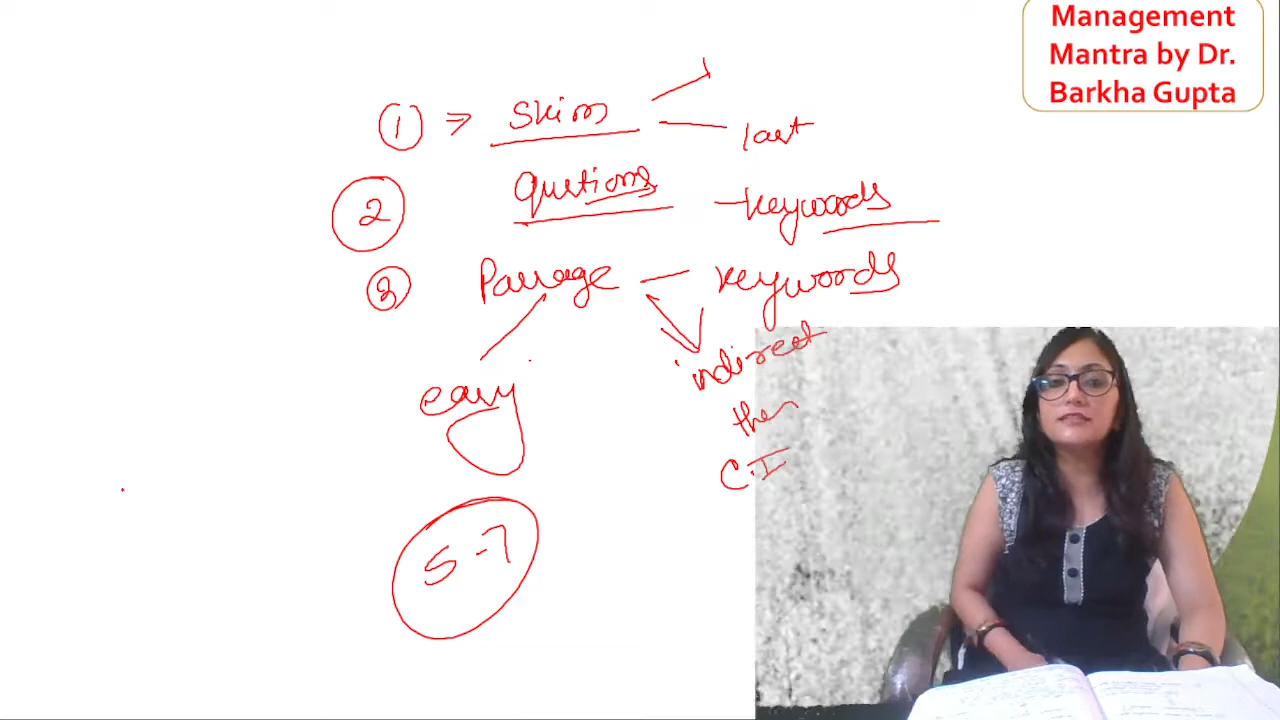 Management
Mantra by Dr.
Barkha Gupta
① ⇒ Skim
1
last
② Questions - keywords
③ Passage - keywords
easy
indirect
then
C.I
5-7